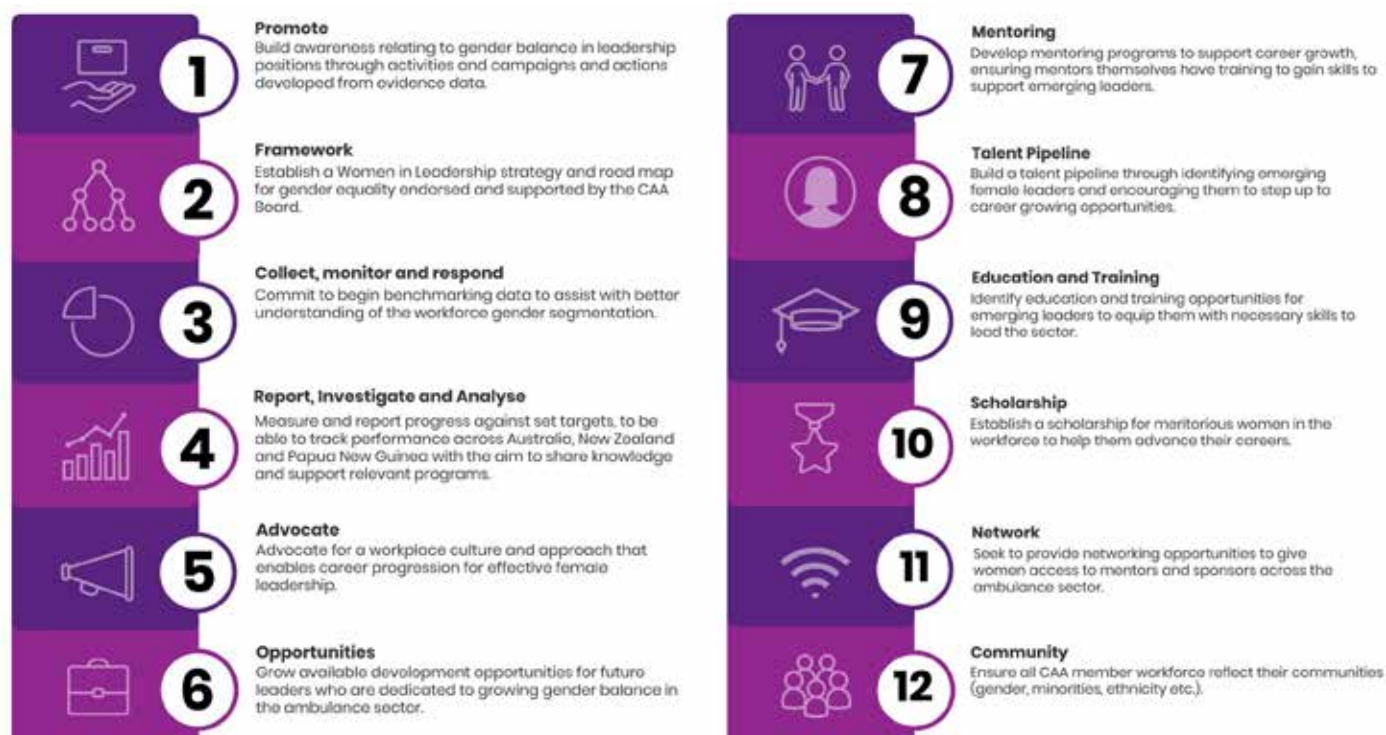 1
Promote
Build awareness relating to gender balance in leadership
positions through activities and campaigns and actions
developed from evidence data.
2
Framework
Establish a Women in Leadership strategy and road map
for gender equality endorsed and supported by the CAA
Board.
3
Collect, monitor and respond
Commit to begin benchmarking data to assist with better
understanding of the workforce gender segmentation.
4
Report, Investigate and Analyse
Measure and report progress against set targets, to be
able to track performance across Australia, New Zealand
and Papua New Guinea with the aim to share knowledge
and support relevant programs.
5
Advocate
Advocate for a workplace culture and approach that
enables career progression for effective female
leadership.
6
Opportunities
Grow available development opportunities for future
leaders who are dedicated to growing gender balance in
the ambulance sector.
7
Mentoring
Develop mentoring programs to support career growth,
ensuring mentors themselves have training to gain skills to
support emerging leaders.
8
Talent Pipeline
Build a talent pipeline through identifying emerging
female leaders and encouraging them to step up to
career growing opportunities.
9
Education and Training
Identify education and training opportunities for
emerging leaders to equip them with necessary skills to
lead the sector.
10
Scholarship
Establish a scholarship for meritorious women in the
workforce to help them advance their careers.
11
Network
Seek to provide networking opportunities to give
women access to mentors and sponsors across the
ambulance sector.
12
Community
Ensure all CAA member workforce reflect their communities
(gender, minorities, ethnicity etc.).